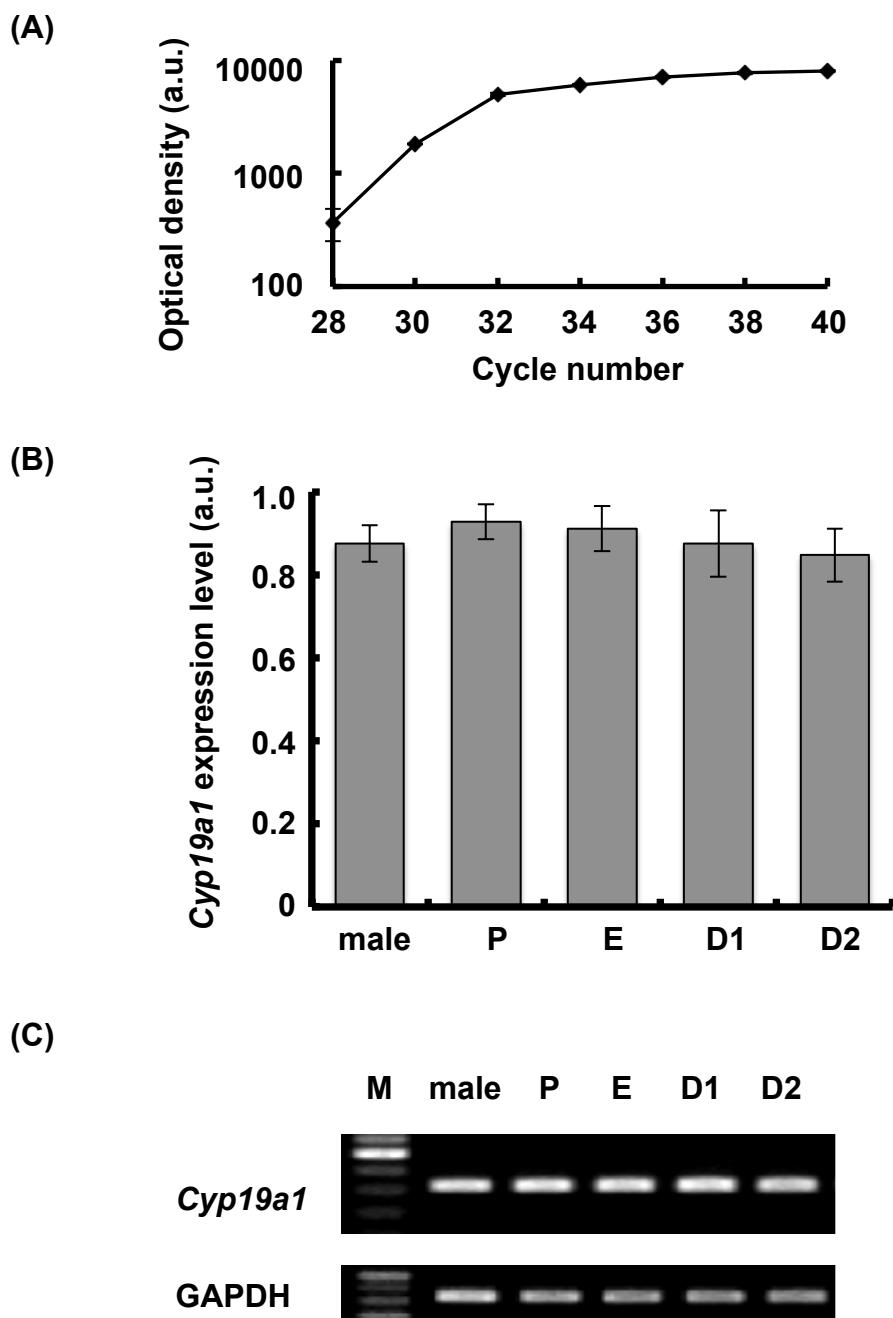 (A)
Optical density (a.u.)
10000
1000
100
28 30 32 34 36 38 40
Cycle number
(B)
Cyp19a1 expression level (a.u.)
1.0
0.8
0.6
0.4
0.2
0
male P E D1 D2
(C)
M male P E D1 D2
Cyp19a1
GAPDH